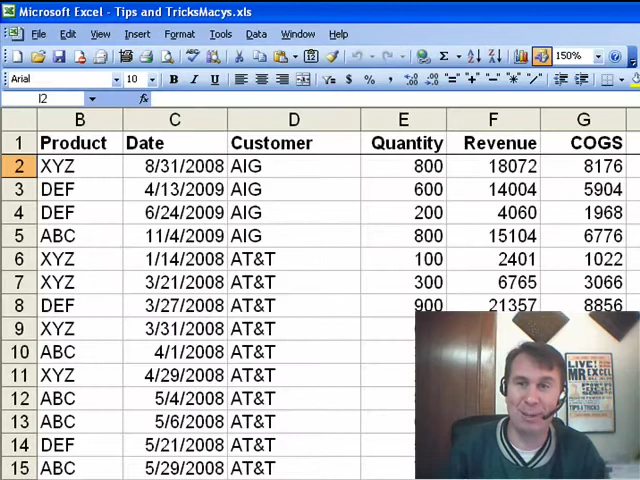 Microsoft Excel - Tips and TricksMacys.xls
File Edit View Insert Format Tools Data Window Help
Σ 150%
Arial 10 B I U $ %
I2 fx
B C D E F G
1 Product Date Customer Quantity Revenue COGS
2 XYZ 8/31/2008 AIG 800 18072 8176
3 DEF 4/13/2009 AIG 600 14004 5904
4 DEF 6/24/2009 AIG 200 4060 1968
5 ABC 11/4/2009 AIG 800 15104 6776
6 XYZ 1/14/2008 AT&T 100 2401 1022
7 XYZ 3/21/2008 AT&T 300 6765 3066
8 DEF 3/27/2008 AT&T 900 21357 8856
9 XYZ 3/31/2008 AT&T
10 ABC 4/1/2008 AT&T
11 XYZ 4/29/2008 AT&T
12 ABC 5/4/2008 AT&T
13 ABC 5/6/2008 AT&T
14 DEF 5/21/2008 AT&T
15 ABC 5/29/2008 AT&T
LIVE!
MR EXCEL
TIPS & TRICKS